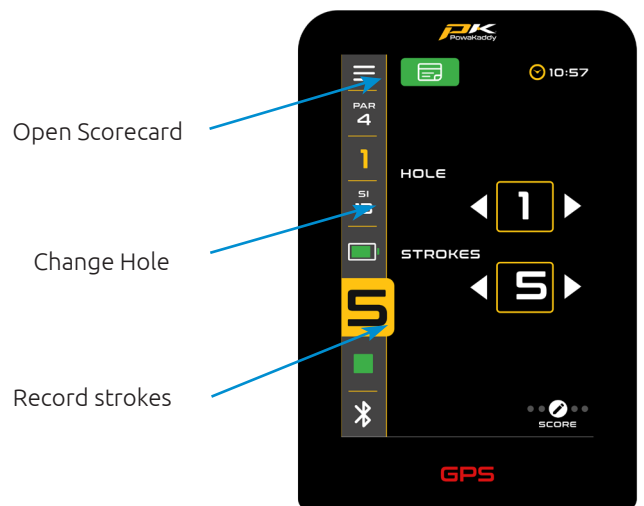 PK
PowaKaddy
10:57
PAR
4
1
SI
5
HOLE
1
STROKES
5
SCORE
GPS
Open Scorecard
Change Hole
Record strokes